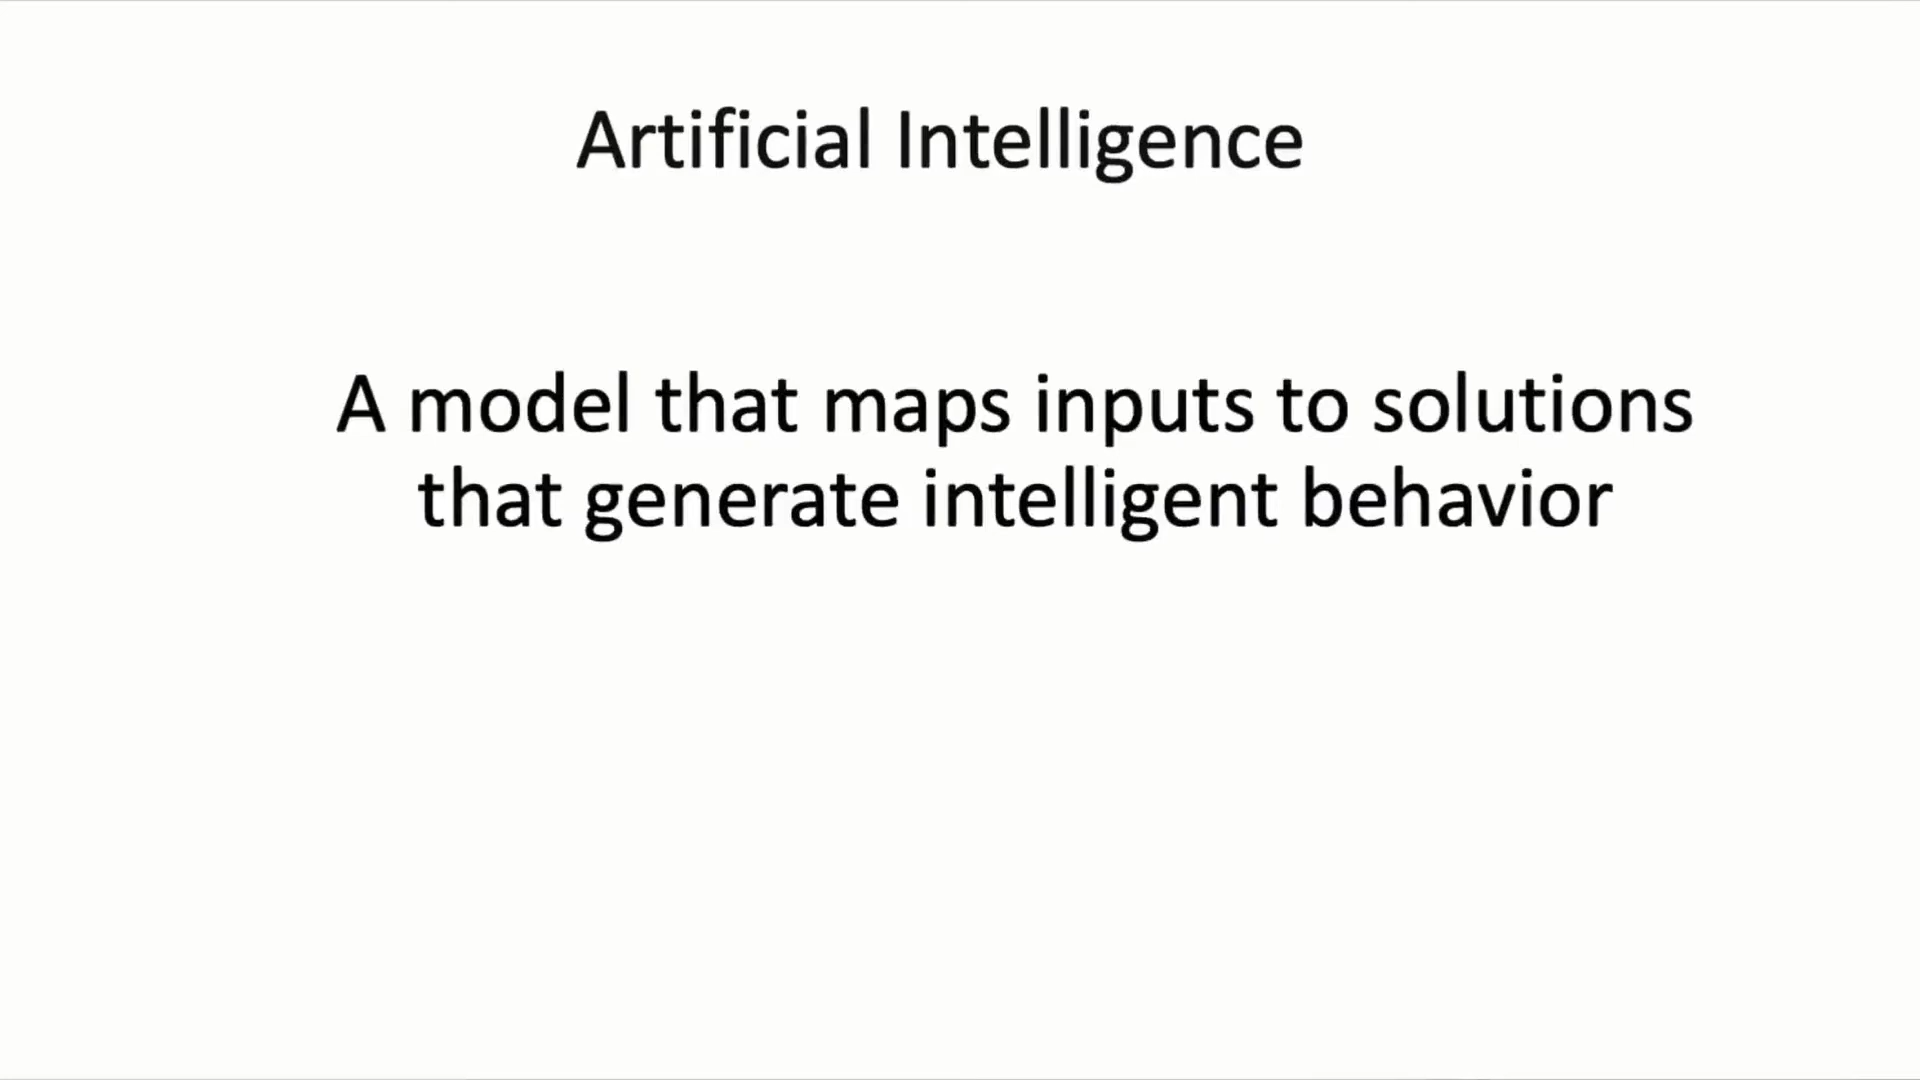 Artificial Intelligence
A model that maps inputs to solutions
that generate intelligent behavior